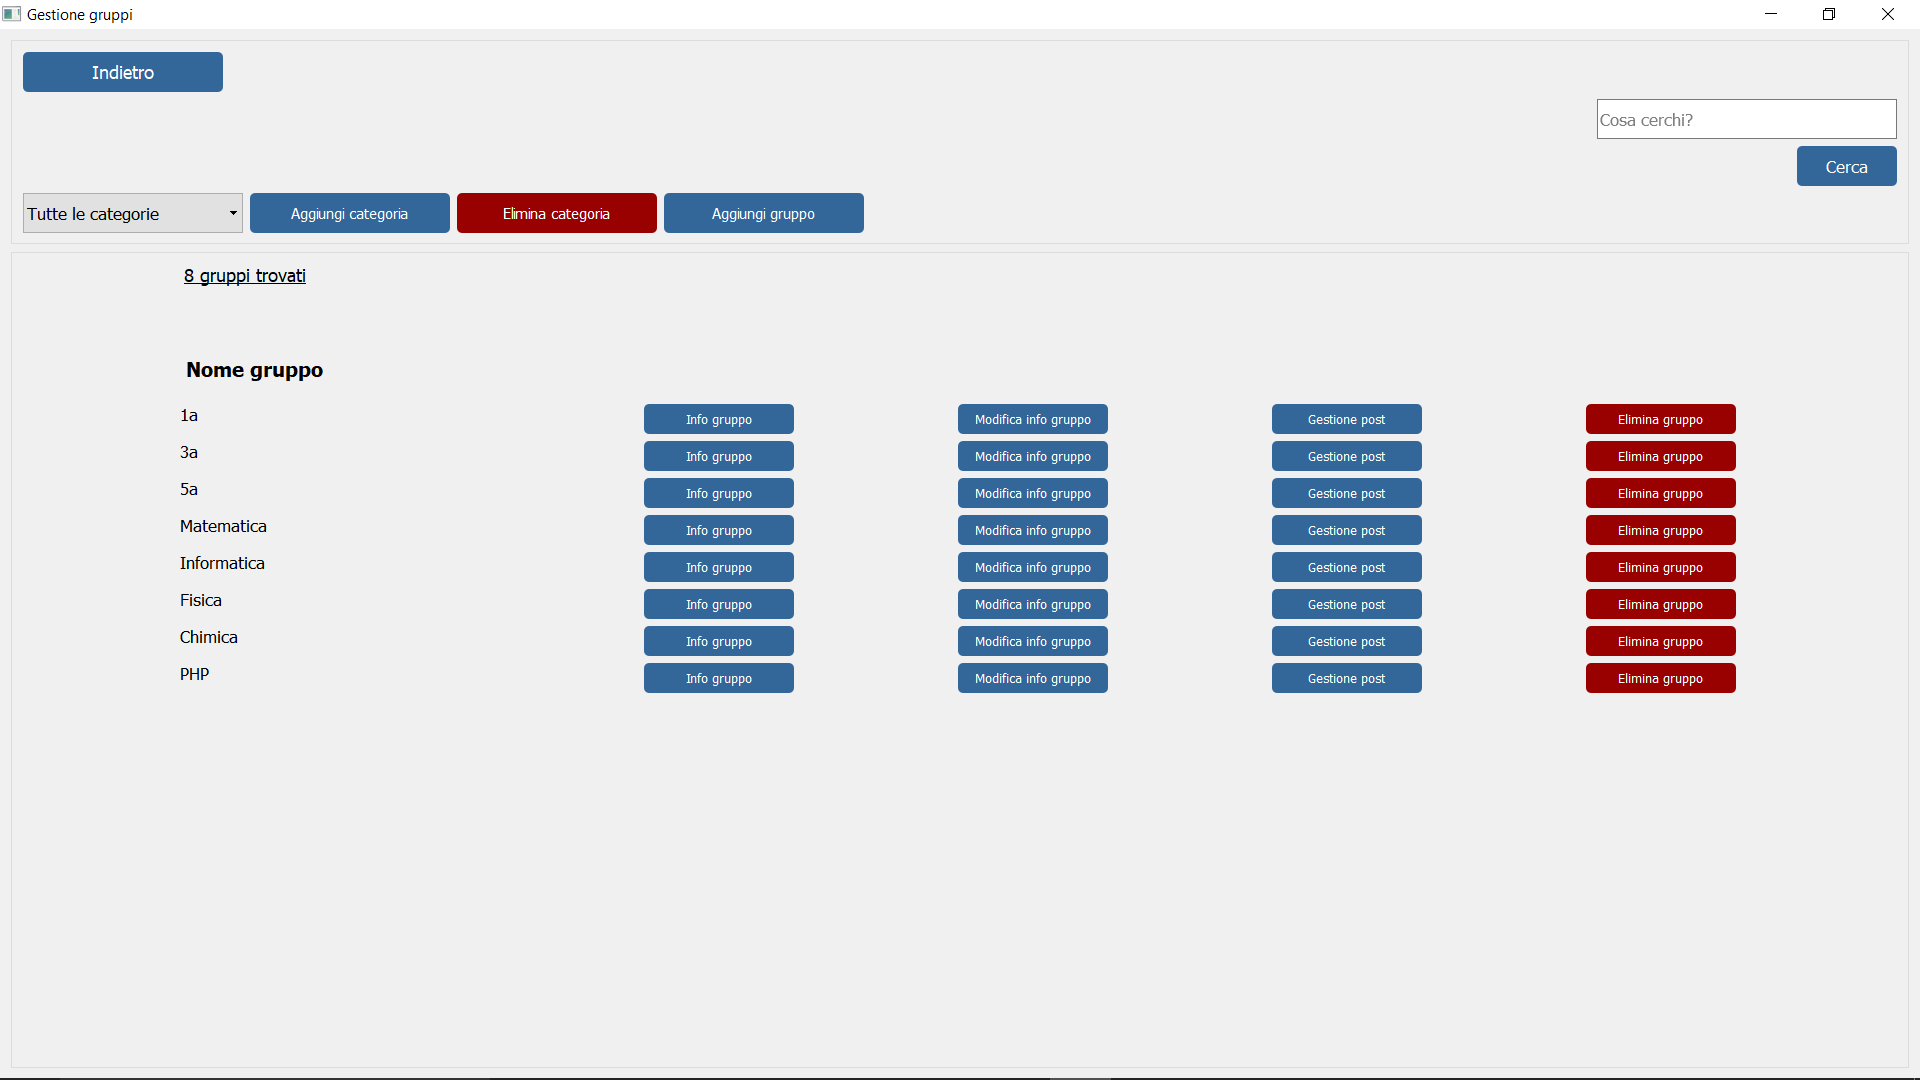 Gestione gruppi
Indietro
Cosa cerchi?
Cerca
Tutte le categorie Aggiungi categoria Elimina categoria Aggiungi gruppo
8 gruppi trovati
Nome gruppo
1a Info gruppo Modifica info gruppo Gestione post Elimina gruppo
3a Info gruppo Modifica info gruppo Gestione post Elimina gruppo
5a Info gruppo Modifica info gruppo Gestione post Elimina gruppo
Matematica Info gruppo Modifica info gruppo Gestione post Elimina gruppo
Informatica Info gruppo Modifica info gruppo Gestione post Elimina gruppo
Fisica Info gruppo Modifica info gruppo Gestione post Elimina gruppo
Chimica Info gruppo Modifica info gruppo Gestione post Elimina gruppo
PHP Info gruppo Modifica info gruppo Gestione post Elimina gruppo